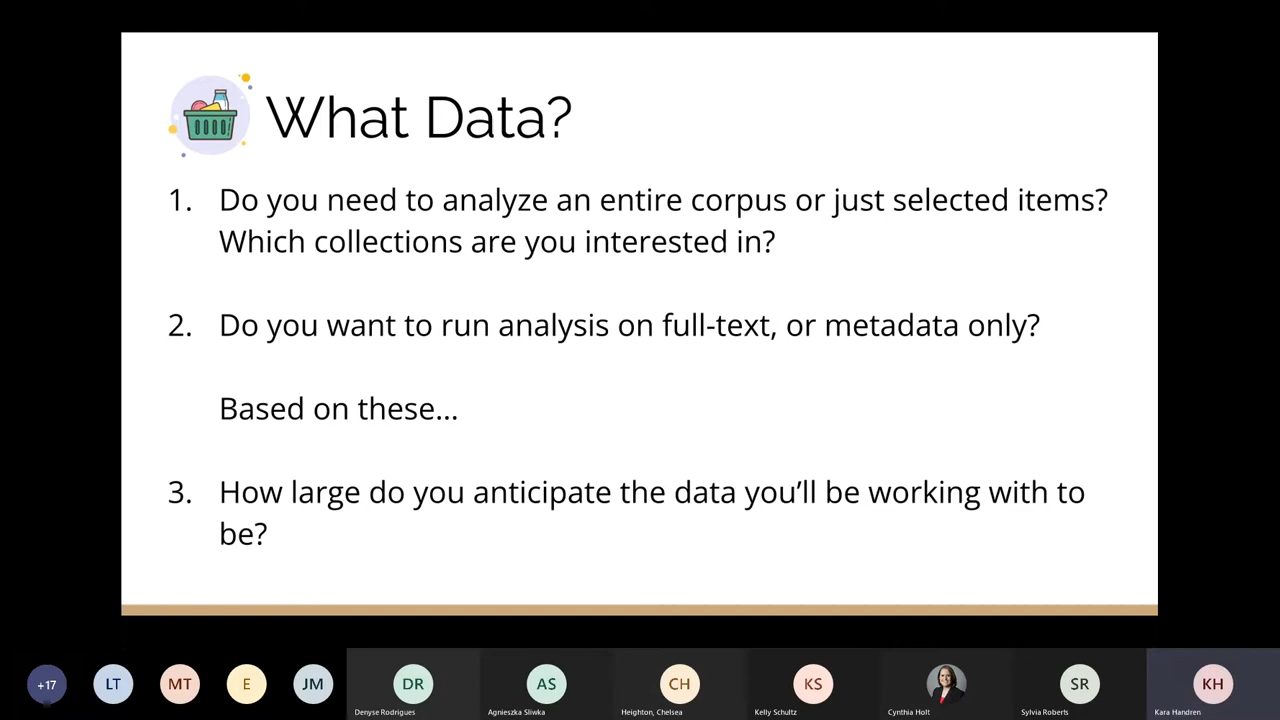 What Data?
1. Do you need to analyze an entire corpus or just selected items?
Which collections are you interested in?
2. Do you want to run analysis on full-text, or metadata only?
Based on these...
3. How large do you anticipate the data you'll be working with to
be?
+17
LT
MT
E
JM
DR
AS
CH
KS
SR
KH
Denyse Rodrigues
Agnieszka Sliwka
Heighton, Chelsea
Kelly Schultz
Cynthia Holt
Sylvia Roberts
Kara Handren